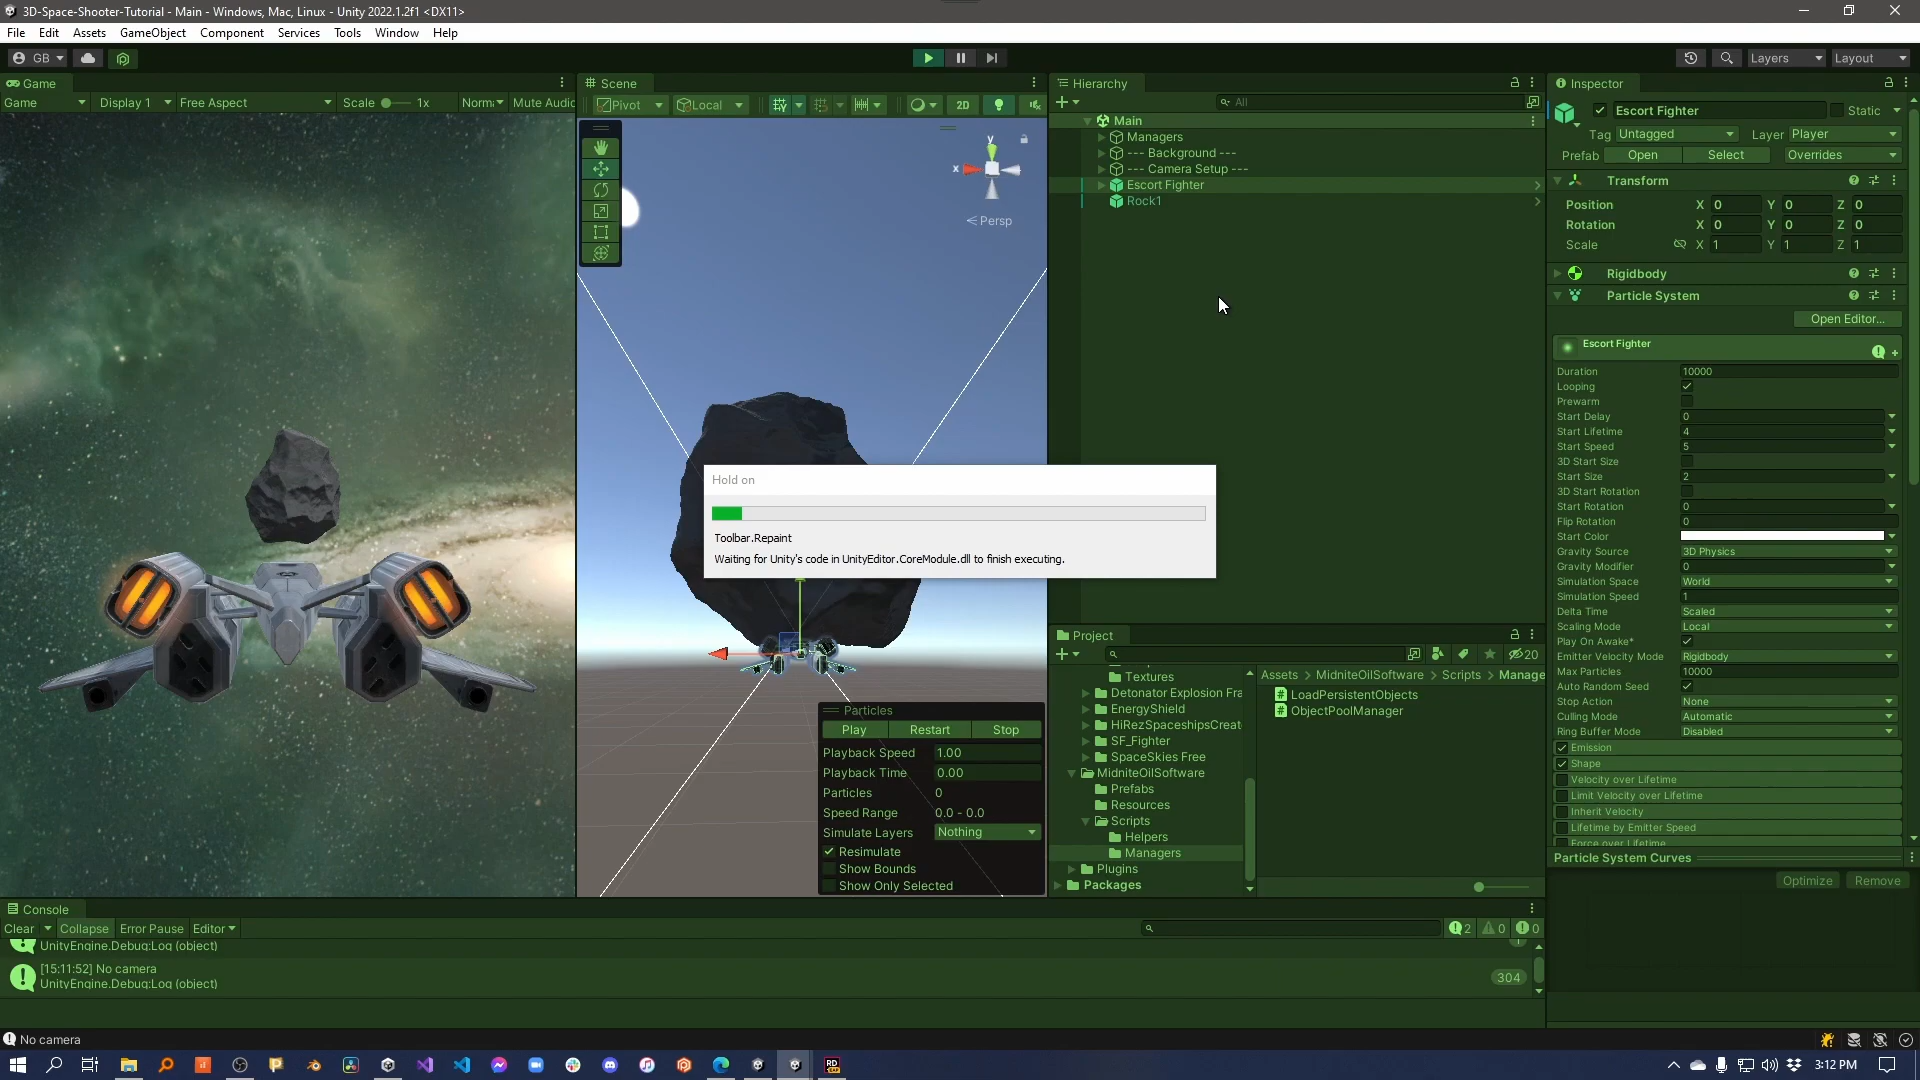 3D-Space-Shooter-Tutorial - Main - Windows, Mac, Linux - Unity 2022.1.2f1 <DX11>
File Edit Assets GameObject Component Services Tools Window Help
GB
Layers Layout
Game
Game Display 1 Free Aspect Scale 1x Norm Mute Audio
Scene
Pivot Local 2D
y
x
< Persp
Hierarchy
All
Main
Managers
--- Background ---
--- Camera Setup ---
Escort Fighter
Rock1
Hold on
Toolbar.Repaint
Waiting for Unity's code in UnityEditor.CoreModule.dll to finish executing.
Particles
Play Restart Stop
Playback Speed 1.00
Playback Time 0.00
Particles 0
Speed Range 0.0 - 0.0
Simulate Layers Nothing
Resimulate
Show Bounds
Show Only Selected
Project
20
Textures
Detonator Explosion Fra
EnergyShield
HiRezSpaceshipsCreat
SF_Fighter
SpaceSkies Free
MidniteOilSoftware
Prefabs
Resources
Scripts
Helpers
Managers
Plugins
Packages
Assets > MidniteOilSoftware > Scripts > Manage
LoadPersistentObjects
ObjectPoolManager
Inspector
Escort Fighter Static
Tag Untagged Layer Player
Prefab Open Select Overrides
Transform
Position X 0 Y 0 Z 0
Rotation X 0 Y 0 Z 0
Scale X 1 Y 1 Z 1
Rigidbody
Particle System
Open Editor...
Escort Fighter
Duration 10000
Looping
Prewarm
Start Delay 0
Start Lifetime 4
Start Speed 5
3D Start Size
Start Size 2
3D Start Rotation
Start Rotation 0
Flip Rotation 0
Start Color
Gravity Source 3D Physics
Gravity Modifier 0
Simulation Space World
Simulation Speed 1
Delta Time Scaled
Scaling Mode Local
Play On Awake*
Emitter Velocity Mode Rigidbody
Max Particles 10000
Auto Random Seed
Stop Action None
Culling Mode Automatic
Ring Buffer Mode Disabled
Emission
Shape
Velocity over Lifetime
Limit Velocity over Lifetime
Inherit Velocity
Lifetime by Emitter Speed
Force over Lifetime
Particle System Curves
Optimize Remove
Console
Clear Collapse Error Pause Editor 2 0 0
UnityEngine.Debug:Log (object)
[15:11:52] No camera
UnityEngine.Debug:Log (object)
304
No camera
3:12 PM